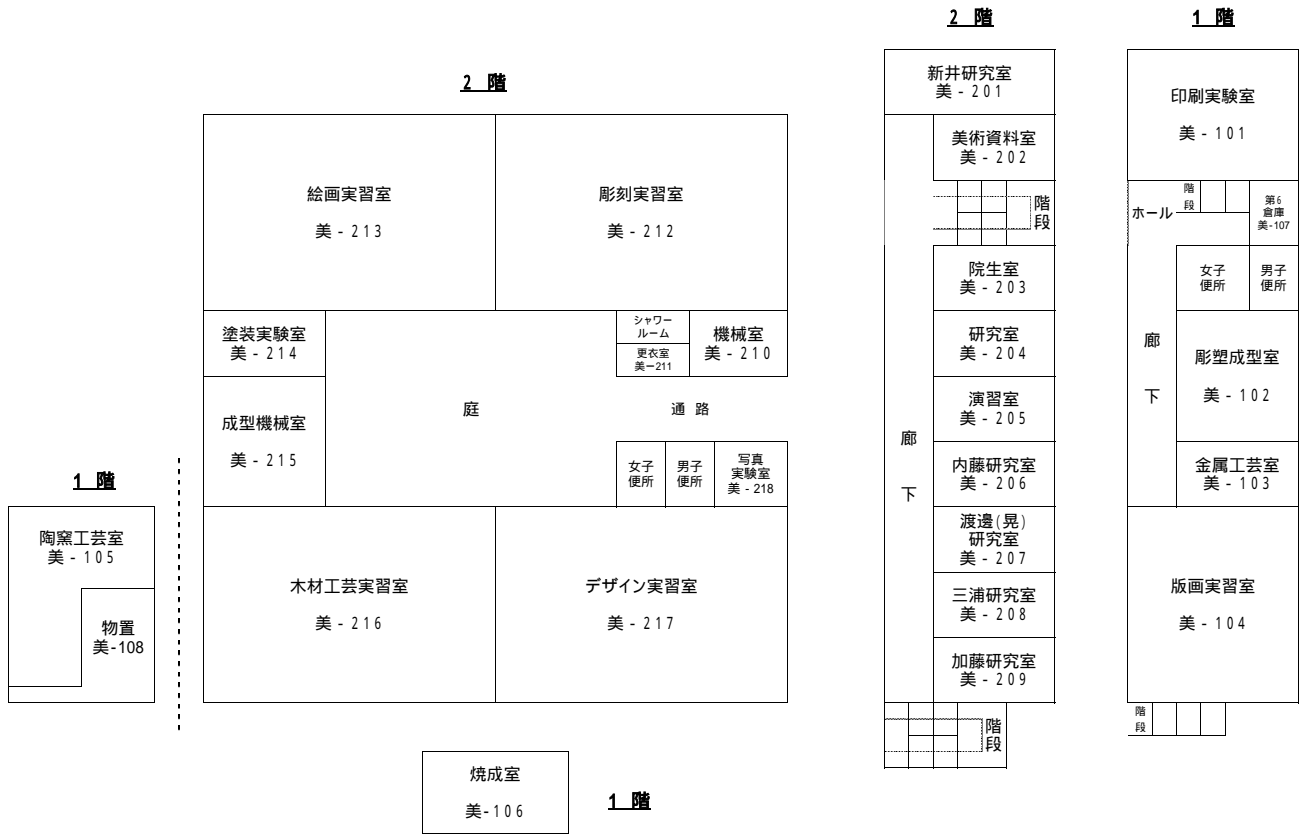 2 階
絵画実習室
美 - 213
彫刻実習室
美 - 212
塗装実験室
美 - 214
シャワー
ルーム
更衣室
美ー211
機械室
美 - 210
成型機械室
美 - 215
庭
通 路
女子
便所
男子
便所
写真
実験室
美 - 218
木材工芸実習室
美 - 216
デザイン実習室
美 - 217
1 階
陶窯工芸室
美 - 105
物置
美-108
焼成室
美-106
1 階
2 階
新井研究室
美 - 201
美術資料室
美 - 202
階
段
院生室
美 - 203
研究室
美 - 204
演習室
美 - 205
廊
下
内藤研究室
美 - 206
渡邊(晃)
研究室
美 - 207
三浦研究室
美 - 208
加藤研究室
美 - 209
階
段
1 階
印刷実験室
美 - 101
ホール
階
段
第6
倉庫
美-107
女子
便所
男子
便所
廊
下
彫塑成型室
美 - 102
金属工芸室
美 - 103
版画実習室
美 - 104
階
段